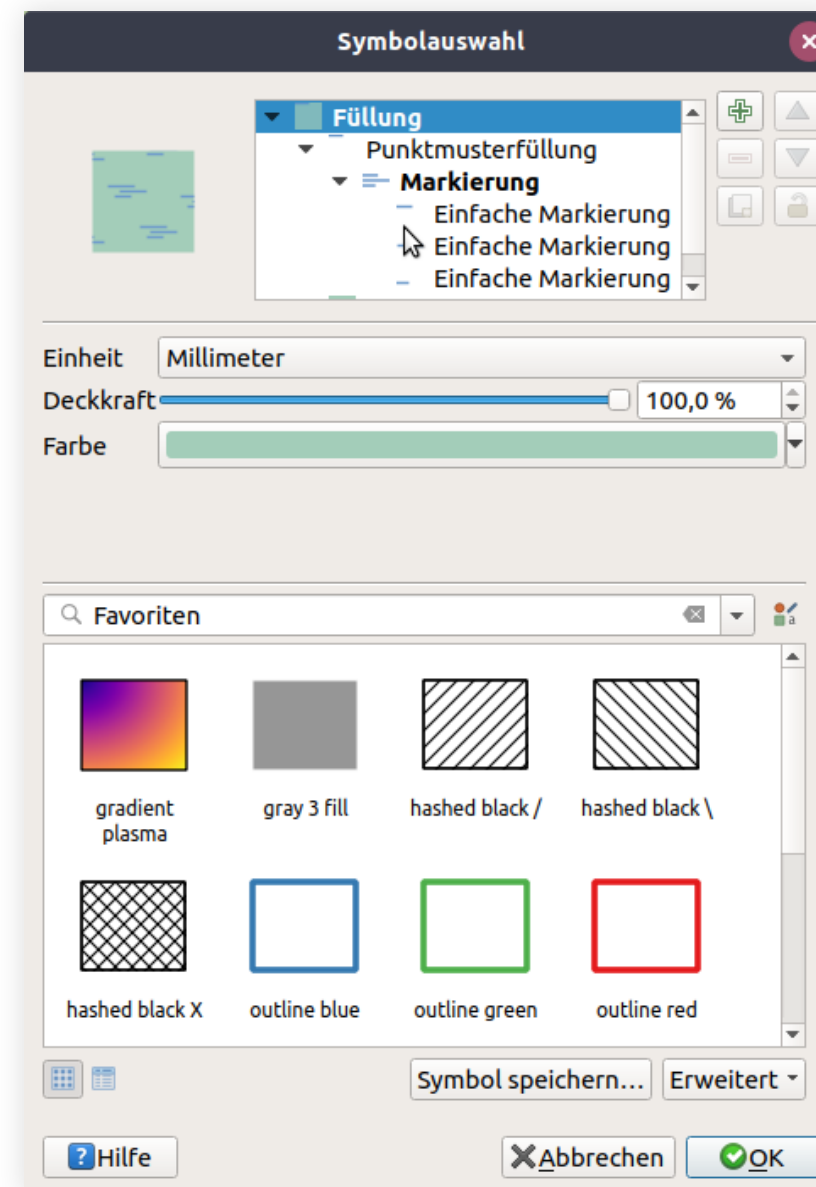 Symbolauswahl
Füllung
Punktmusterfüllung
Markierung
Einfache Markierung
Einfache Markierung
Einfache Markierung
Einheit Millimeter
Deckkraft 100,0 %
Farbe
Favoriten
a
gradient plasma
gray 3 fill
hashed black /
hashed black \
hashed black X
outline blue
outline green
outline red
Symbol speichern… Erweitert
?Hilfe Abbrechen OK